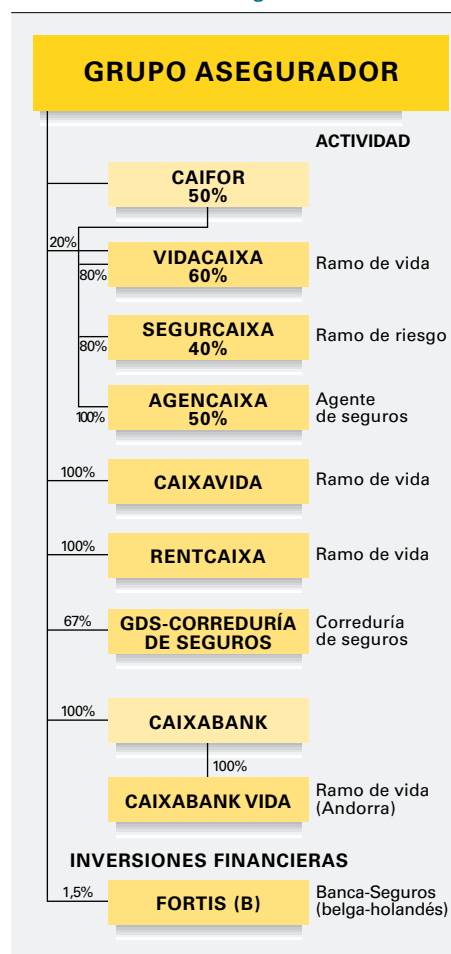 GRUPO ASEGURADOR
ACTIVIDAD
CAIFOR
50%
20%
80%
VIDACAIXA
60%
Ramo de vida
80%
SEGURCAIXA
40%
Ramo de riesgo
100%
AGENCAIXA
50%
Agente
de seguros
100%
CAIXAVIDA
Ramo de vida
100%
RENTCAIXA
Ramo de vida
67%
GDS-CORREDURÍA
DE SEGUROS
Correduría
de seguros
100%
CAIXABANK
100%
CAIXABANK VIDA
Ramo de vida
(Andorra)
INVERSIONES FINANCIERAS
1,5%
FORTIS (B)
Banca-Seguros
(belga-holandés)